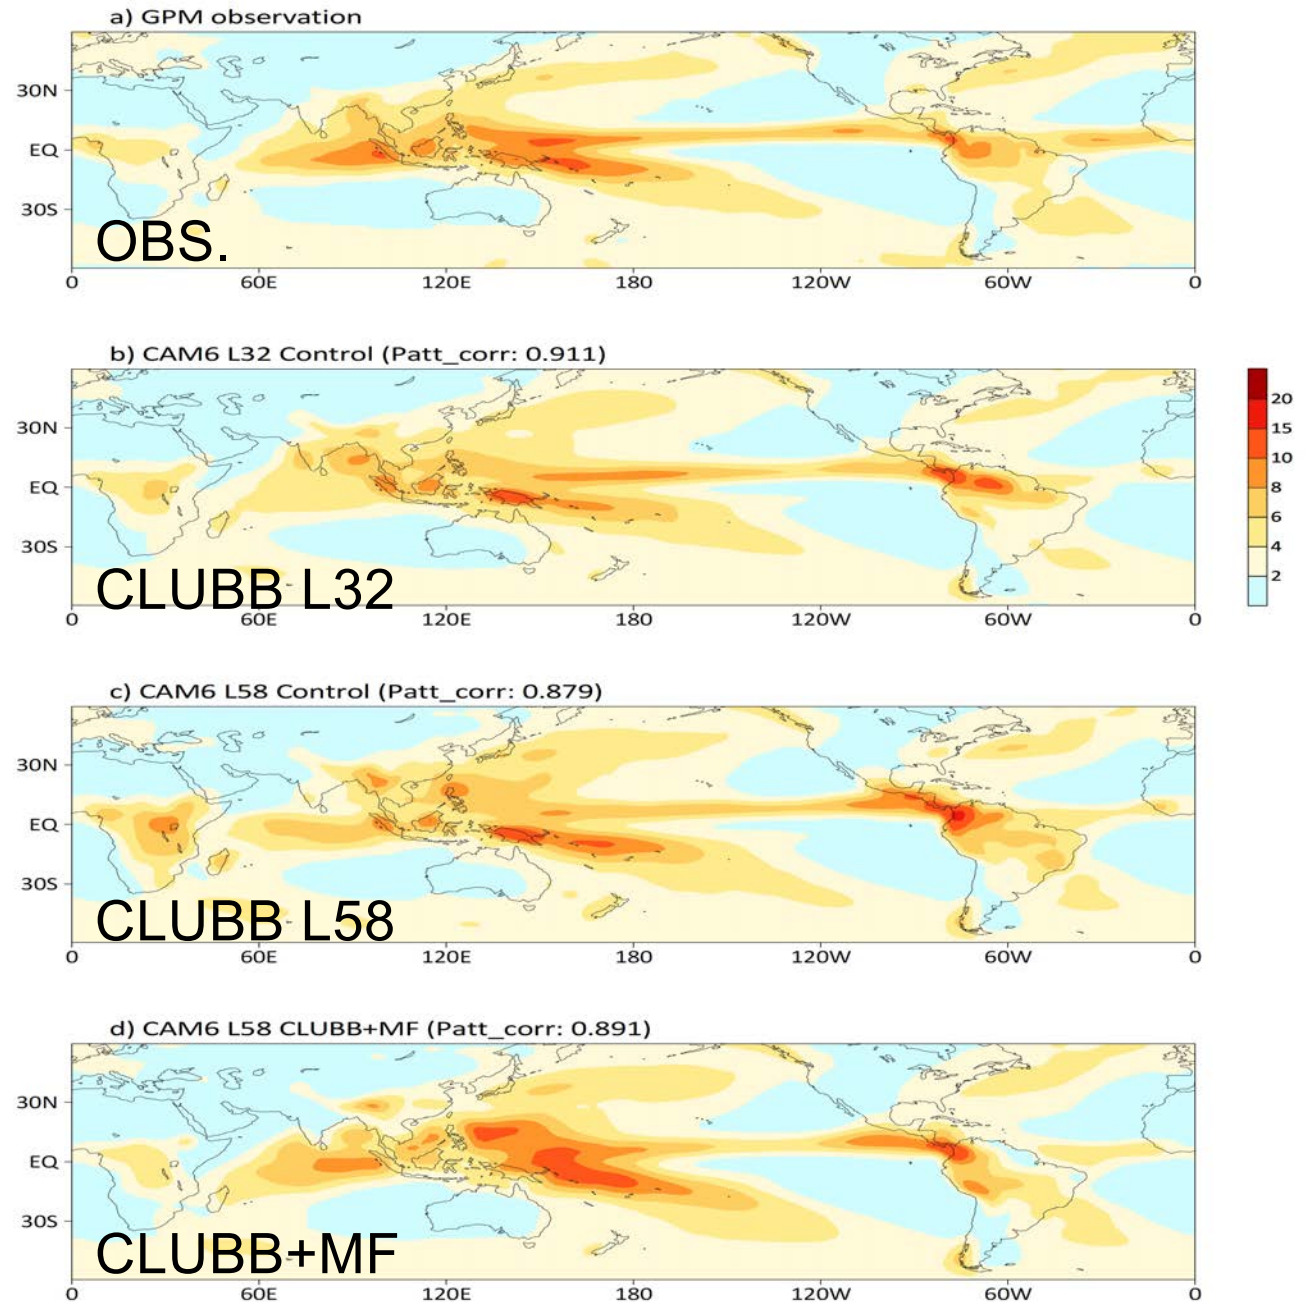 a) GPM observation
30N
EQ
30S
OBS.
0 60E 120E 180 120W 60W 0
b) CAM6 L32 Control (Patt_corr: 0.911)
30N
EQ
30S
CLUBB L32
0 60E 120E 180 120W 60W 0
20
15
10
8
6
4
2
c) CAM6 L58 Control (Patt_corr: 0.879)
30N
EQ
30S
CLUBB L58
0 60E 120E 180 120W 60W 0
d) CAM6 L58 CLUBB+MF (Patt_corr: 0.891)
30N
EQ
30S
CLUBB+MF
0 60E 120E 180 120W 60W 0